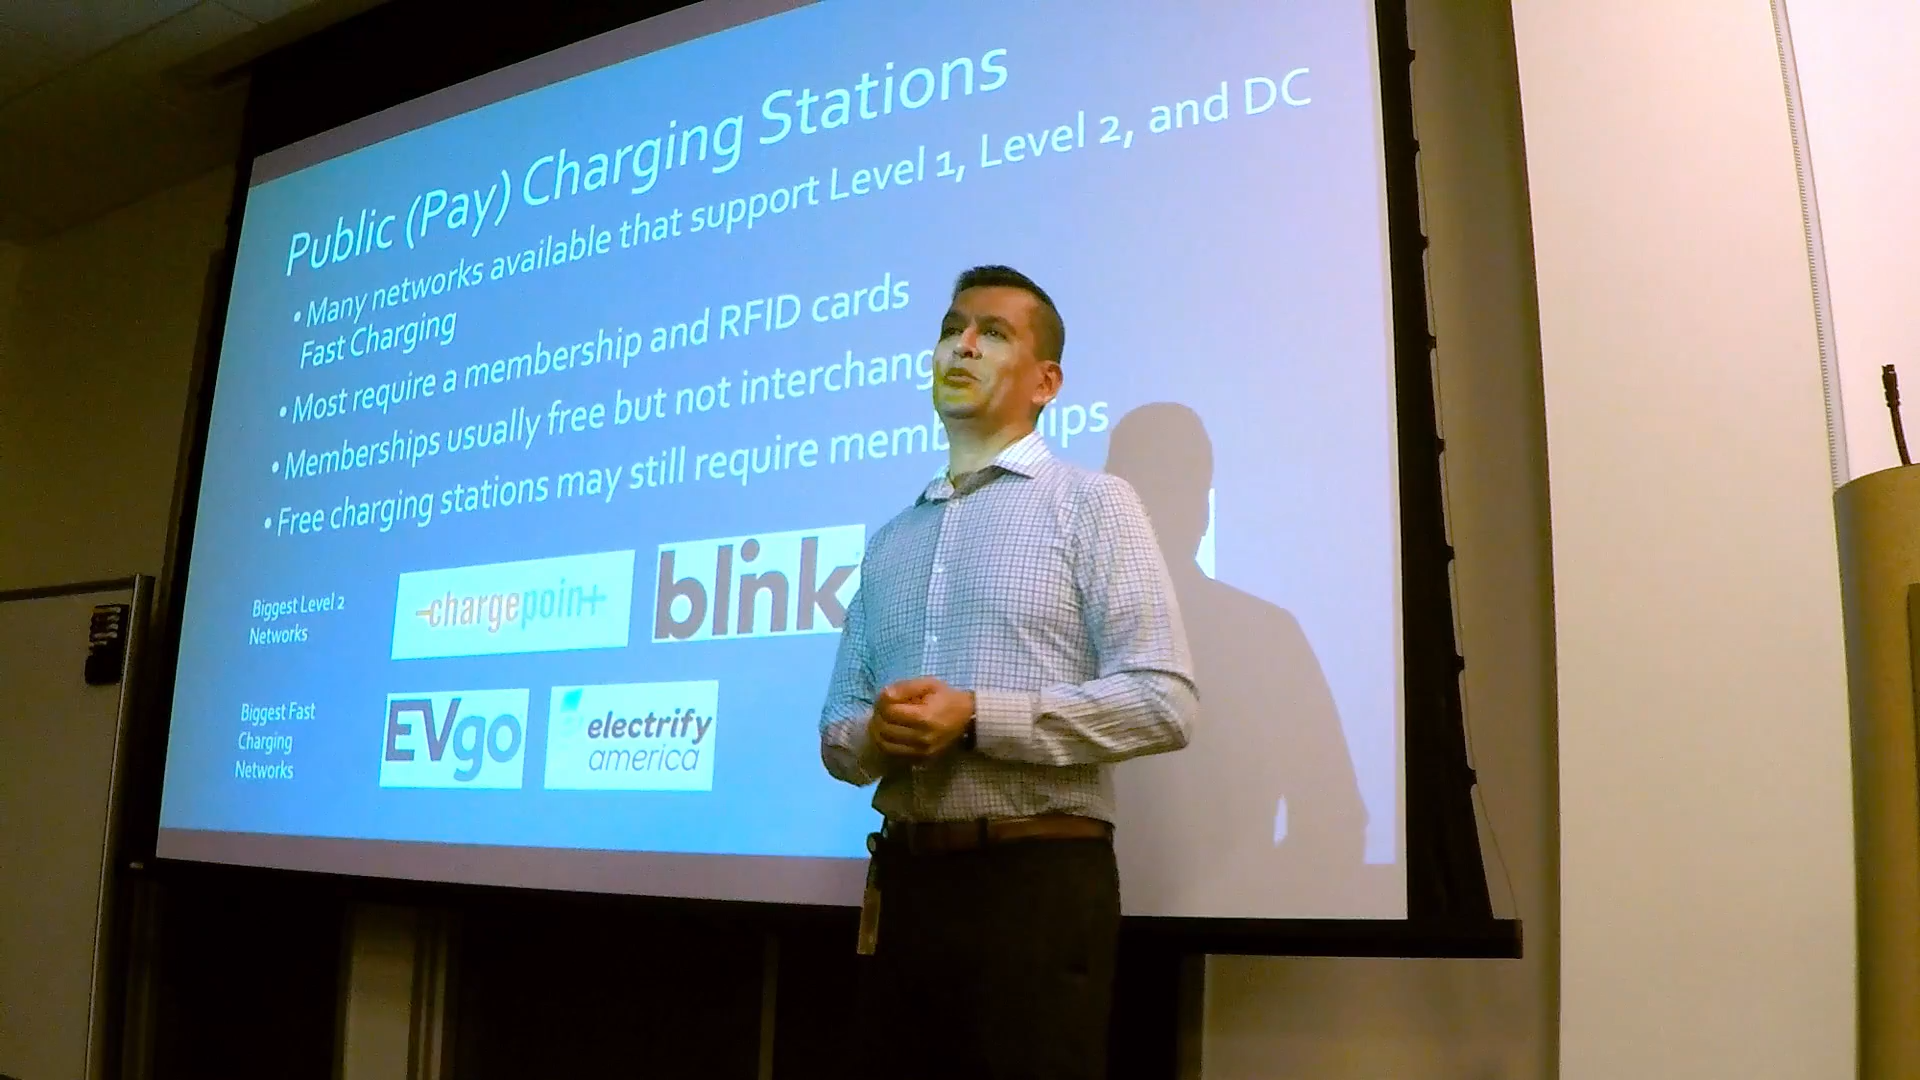 Public (Pay) Charging Stations
• Many networks available that support Level 1, Level 2, and DC
Fast Charging
• Most require a membership and RFID cards
• Memberships usually free but not interchang
• Free charging stations may still require memb ips
Biggest Level 2
Networks
-chargepoin+
blink
Biggest Fast
Charging
Networks
EVgo
electrify
america